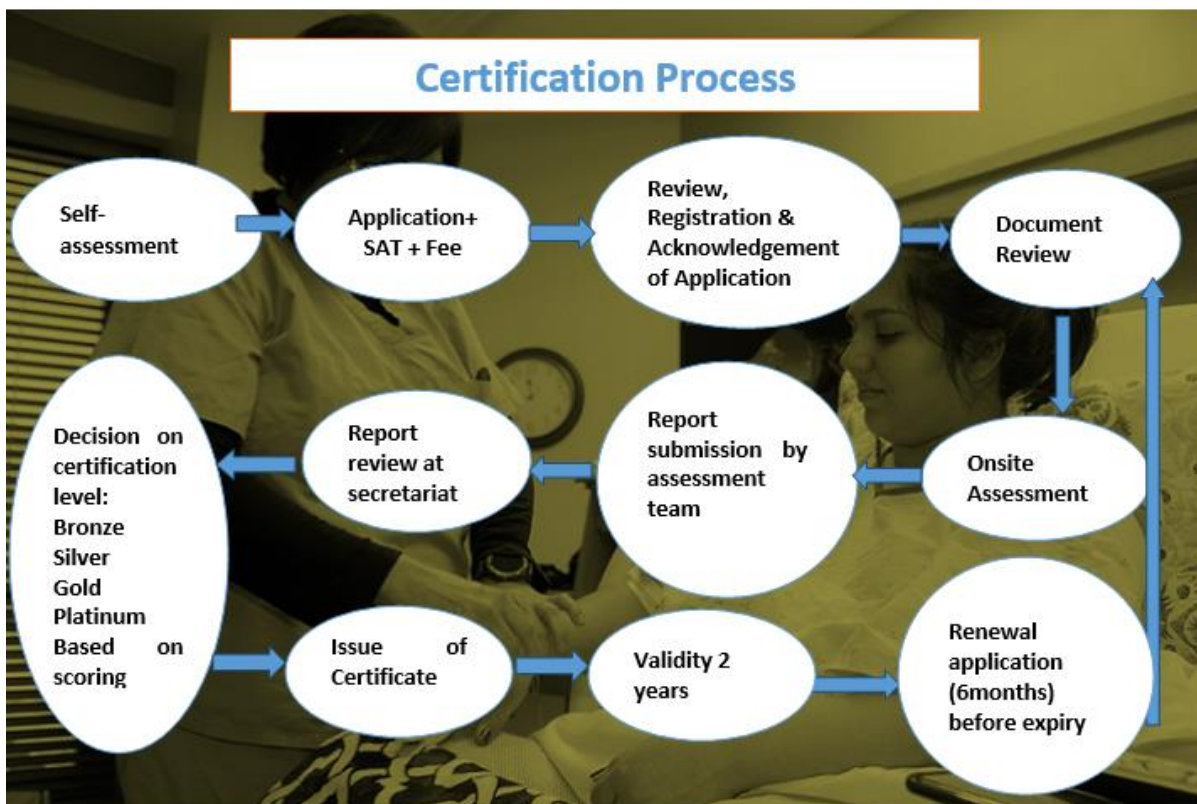 Certification Process
Self-
assessment
Application+
SAT + Fee
Review,
Registration &
Acknowledgement
of Application
Document
Review
Onsite
Assessment
Report
submission by
assessment
team
Report
review at
secretariat
Decision on
certification
level:
Bronze
Silver
Gold
Platinum
Based on
scoring
Issue of
Certificate
Validity 2
years
Renewal
application
(6months)
before expiry